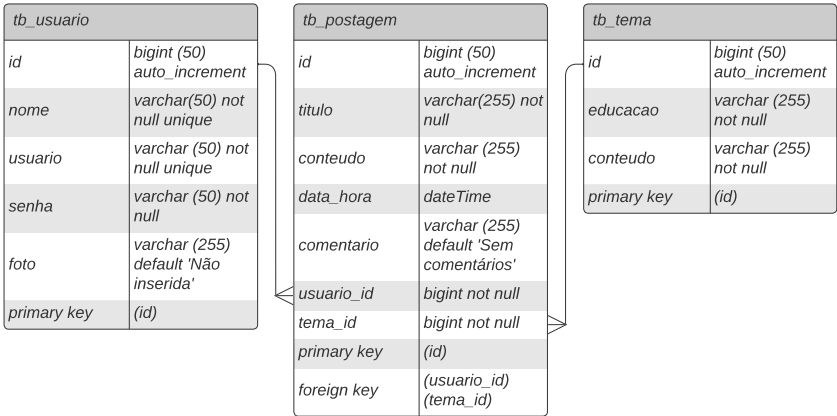 tb_usuario
id
bigint (50)
auto_increment
nome
varchar(50) not
null unique
usuario
varchar (50) not
null unique
senha
varchar (50) not
null
foto
varchar (255)
default 'Não
inserida'
primary key
(id)
tb_postagem
id
bigint (50)
auto_increment
titulo
varchar(255) not
null
conteudo
varchar (255)
not null
data_hora
dateTime
comentario
varchar (255)
default 'Sem
comentários'
usuario_id
bigint not null
tema_id
bigint not null
primary key
(id)
foreign key
(usuario_id)
(tema_id)
tb_tema
id
bigint (50)
auto_increment
educacao
varchar (255)
not null
conteudo
varchar (255)
not null
primary key
(id)